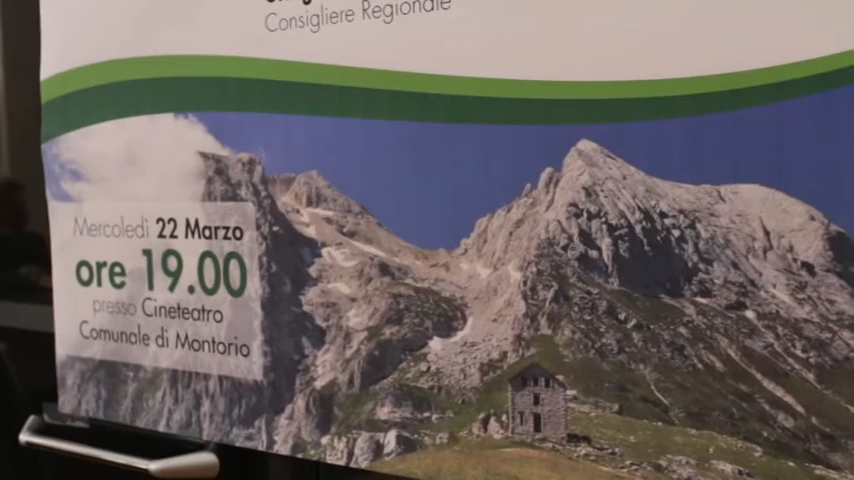 Consigliere Regionale
Mercoledì 22 Marzo
ore 19.00
presso Cineteatro
Comunale di Montorio